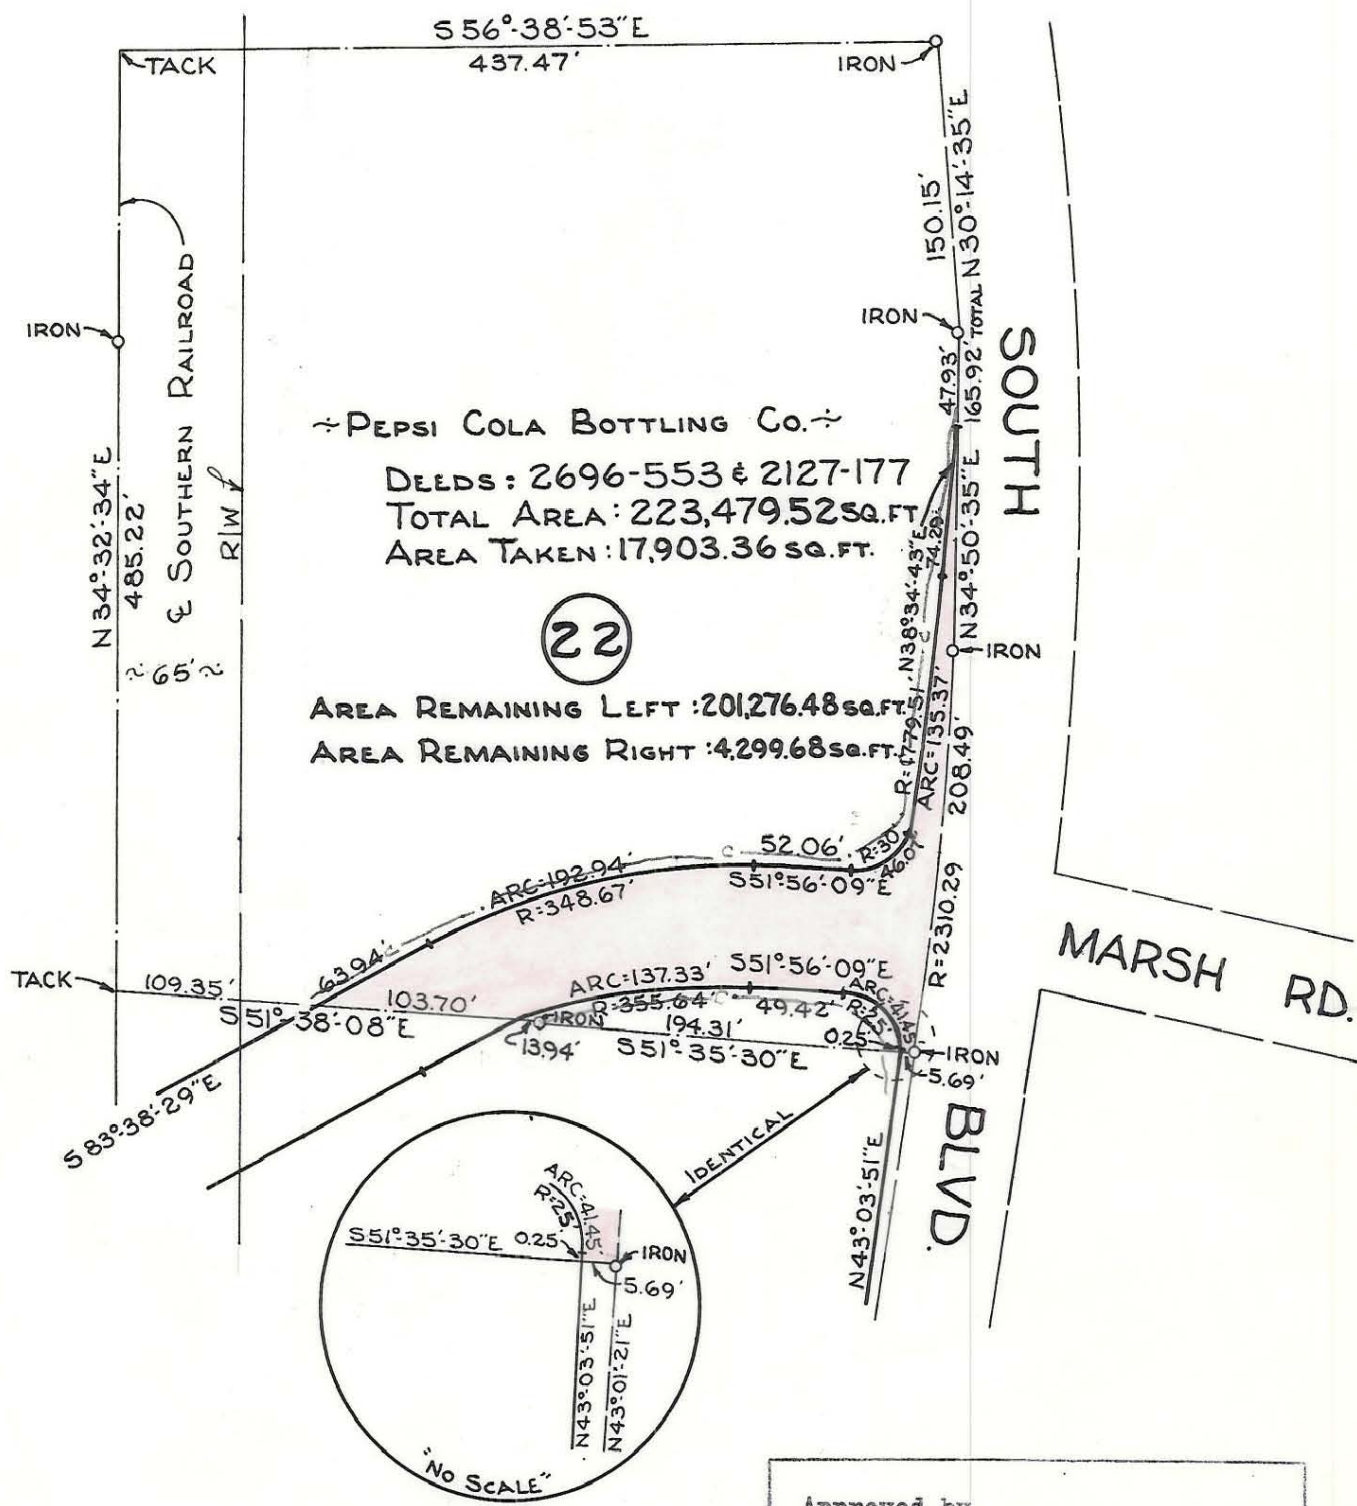 S 56°-38'-53"E
437.47'
TACK
IRON
N 30°-14'-35"E
150.15'
IRON
IRON
℄ SOUTHERN RAILROAD
R/W
N 34°-32'-34"E
485.22'
~65'~
47.93'
165.92' TOTAL
SOUTH
÷PEPSI COLA BOTTLING CO.÷
DEEDS: 2696-553 & 2127-177
TOTAL AREA: 223,479.52 SQ.FT.
AREA TAKEN: 17,903.36 SQ.FT.
22
AREA REMAINING LEFT: 201,276.48 SQ.FT.
AREA REMAINING RIGHT: 4,299.68 SQ.FT.
74.29'
N 38°-34'-43"E
N 34°-50'-35"E
IRON
R=1779.51'
ARC=135.37'
208.49'
R=2310.29
52.06'
R=30'
46.07'
S 51°-56'-09"E
ARC=192.94'
R=348.67'
63.94'
MARSH RD.
TACK
109.35'
103.70'
S 51°-38'-08"E
ARC=137.33'
S 51°-56'-09"E
R=355.64'
49.42'
ARC=41.45'
R=25'
IRON
13.94'
194.31'
S 51°-35'-30"E
0.25'
IRON
5.69'
S 83°-38'-29"E
BLVD.
IDENTICAL
N 43°-03'-51"E
ARC=41.45'
R=25'
S 51°-35'-30"E
0.25'
IRON
5.69'
N 43°-03'-51"E
N 43°-01'-21"E
"NO SCALE"
Approved by